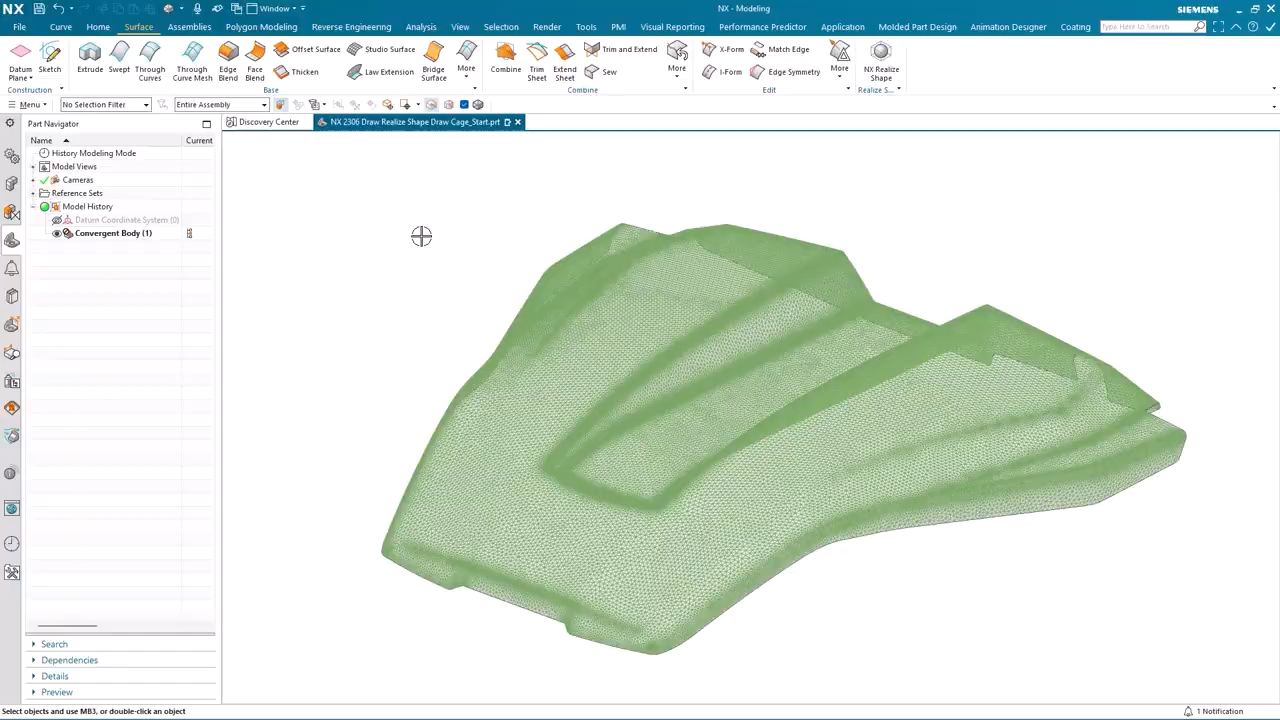 NX
Window
NX - Modeling
SIEMENS
File Home Curve Surface Assemblies Polygon Modeling Reverse Engineering Analysis View Selection Render Tools PMI Visual Reporting Performance Predictor Application Molded Part Design Animation Designer Coating Type Here to Search
Datum Plane
Sketch
Extrude
Swept
Through Curves
Through Curve Mesh
Edge Blend
Face Blend
Offset Surface
Thicken
Studio Surface
Law Extension
Bridge Surface
More
Combine
Trim Sheet
Extend Sheet
Trim and Extend
Sew
More
X-Form
I-Form
Match Edge
Edge Symmetry
More
NX Realize Shape
Construction Base Combine Edit Realize S...
Menu No Selection Filter Entire Assembly
Part Navigator
Discovery Center NX 2306 Draw Realize Shape Draw Cage_Start.prt
Name Current
History Modeling Mode
Model Views
Cameras
Reference Sets
Model History
Datum Coordinate System (0)
Convergent Body (1)
Search
Dependencies
Details
Preview
Select objects and use MB3, or double-click an object
1 Notification